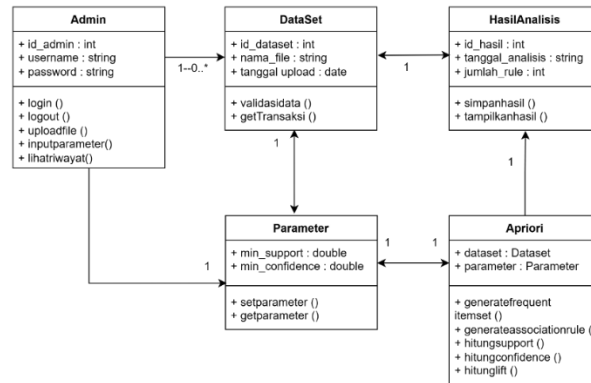 Admin
+ id_admin : int
+ username : string
+ password : string
+ login ()
+ logout ()
+ uploadfile ()
+ inputparameter()
+ lihatriwayat()
1--0..*
DataSet
+ id_dataset : int
+ nama_file : string
+ tanggal upload : date
+ validasidata ()
+ getTransaksi ()
1
HasilAnalisis
+ id_hasil : int
+ tanggal_analisis : string
+ jumlah_rule : int
+ simpanhasil ()
+ tampilkanhasil ()
1
1
1
Parameter
+ min_support : double
+ min_confidence : double
+ setparameter ()
+ getparameter ()
1
1
Apriori
+ dataset : Dataset
+ parameter : Parameter
+ generatefrequent
itemset ()
+ generateassociationrule ()
+ hitungsupport ()
+ hitungconfidence ()
+ hitunglift ()